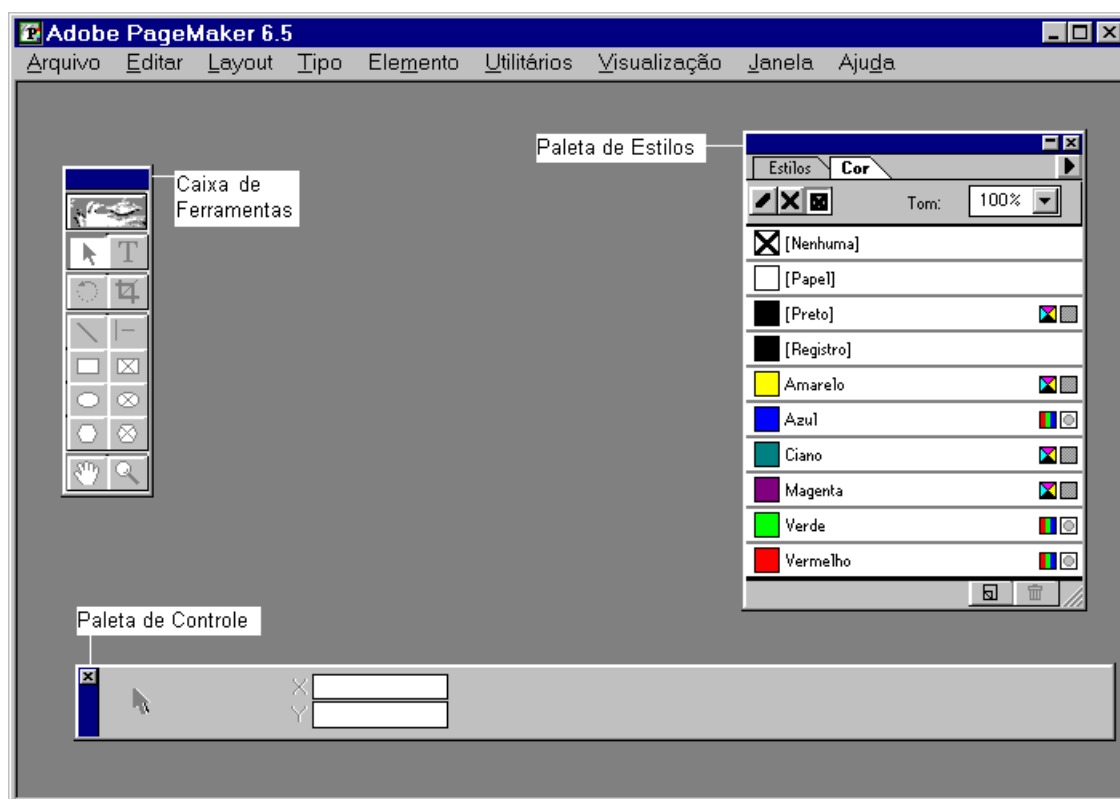 Adobe PageMaker 6.5
Arquivo Editar Layout Tipo Elemento Utilitários Visualização Janela Ajuda
Paleta de Estilos
Caixa de
Ferramentas
T
Estilos Cor
Tom: 100%
[Nenhuma]
[Papel]
[Preto]
[Registro]
Amarelo
Azul
Ciano
Magenta
Verde
Vermelho
Paleta de Controle
X
Y